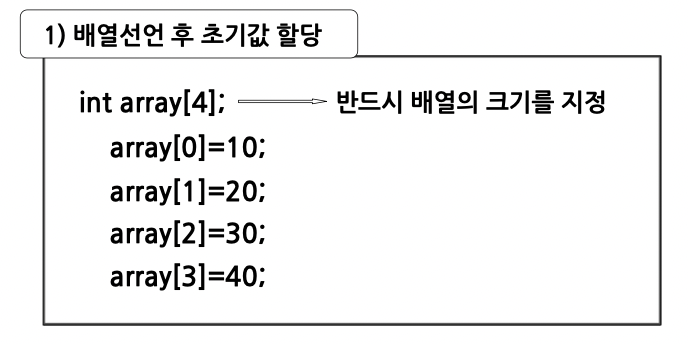 1) 배열선언 후 초기값 할당
int array[4]; 반드시 배열의 크기를 지정
array[0]=10;
array[1]=20;
array[2]=30;
array[3]=40;